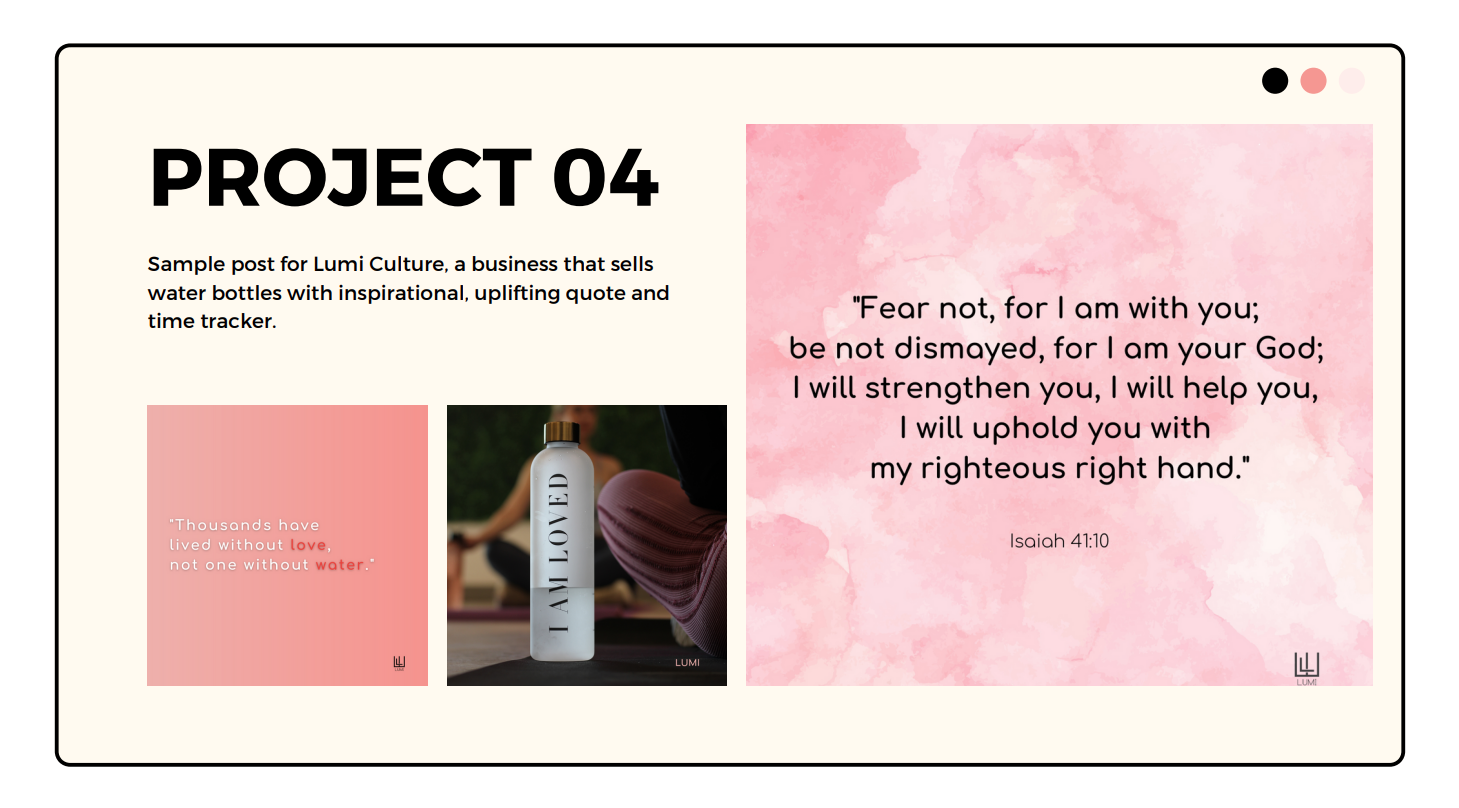 PROJECT 04
Sample post for Lumi Culture, a business that sells
water bottles with inspirational, uplifting quote and
time tracker.
"Thousands have
lived without love,
not one without water."
LUMI
I AM LOVED
LUMI
"Fear not, for I am with you;
be not dismayed, for I am your God;
I will strengthen you, I will help you,
I will uphold you with
my righteous right hand."
Isaiah 41:10
LUMI